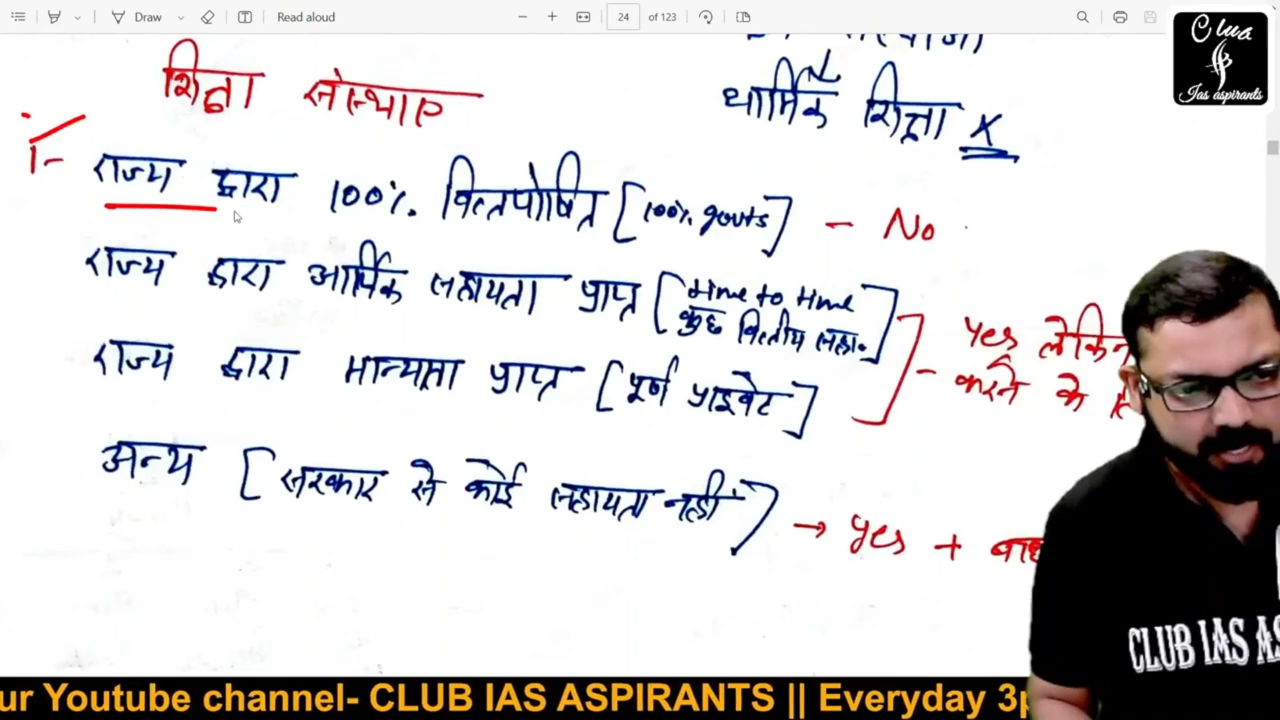 Draw
Read aloud
24 of 123
Clua
Ias aspirants
शिक्षा संस्थाए
धार्मिक शिक्षा X
1- राज्य द्वारा 100% वित्तपोषित [100% govts] - No
राज्य द्वारा आर्थिक सहायता प्राप्त [time to time
कुछ वित्तीय सहा॰]
yes लेकिन
करने के
राज्य द्वारा मान्यता प्राप्त [पूर्ण प्राइवेट]
अन्य [सरकार से कोई सहायता नहीं] → yes +
CLUB IAS AS
ur Youtube channel- CLUB IAS ASPIRANTS || Everyday 3p